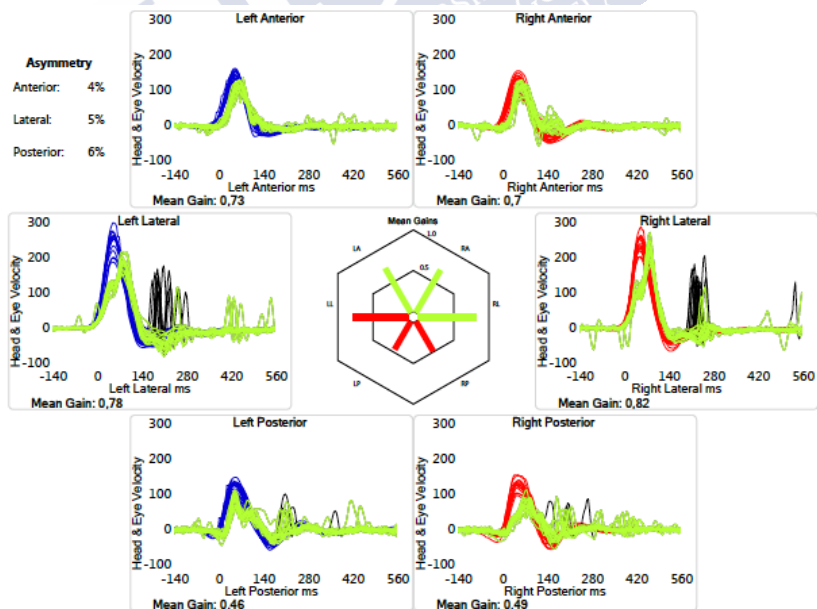 Asymmetry
Anterior: 4%
Lateral: 5%
Posterior: 6%
Left Anterior
Head & Eye Velocity
300
200
100
0
-100
-140 0 140 280 420 560
Left Anterior ms
Mean Gain: 0,73
Right Anterior
Head & Eye Velocity
300
200
100
0
-100
-140 0 140 280 420 560
Right Anterior ms
Mean Gain: 0,7
Left Lateral
Head & Eye Velocity
300
200
100
0
-100
-140 0 140 280 420 560
Left Lateral ms
Mean Gain: 0,78
Mean Gains
1.0
0.5
LA RA
LL RL
LP RP
Right Lateral
Head & Eye Velocity
300
200
100
0
-100
-140 0 140 280 420 560
Right Lateral ms
Mean Gain: 0,82
Left Posterior
Head & Eye Velocity
300
200
100
0
-100
-140 0 140 280 420 560
Left Posterior ms
Mean Gain: 0,46
Right Posterior
Head & Eye Velocity
300
200
100
0
-100
-140 0 140 280 420 560
Right Posterior ms
Mean Gain: 0,49